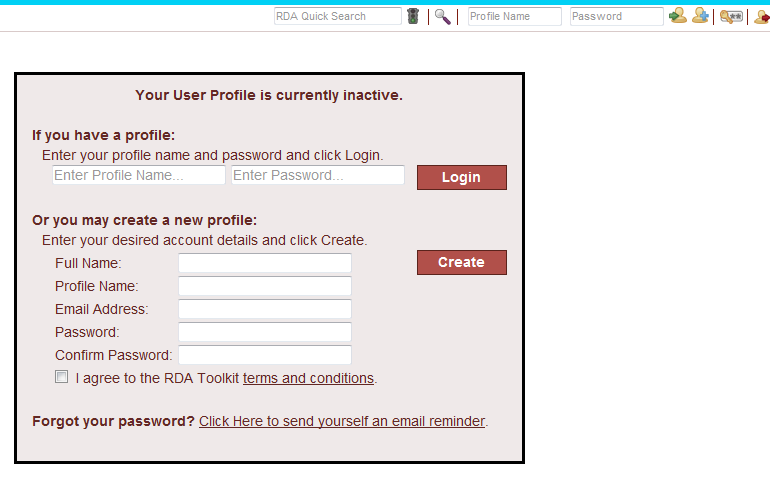 RDA Quick Search Profile Name Password
Your User Profile is currently inactive.
If you have a profile:
Enter your profile name and password and click Login.
Enter Profile Name... Enter Password... Login
Or you may create a new profile:
Enter your desired account details and click Create.
Full Name: Create
Profile Name:
Email Address:
Password:
Confirm Password:
I agree to the RDA Toolkit terms and conditions.
Forgot your password? Click Here to send yourself an email reminder.